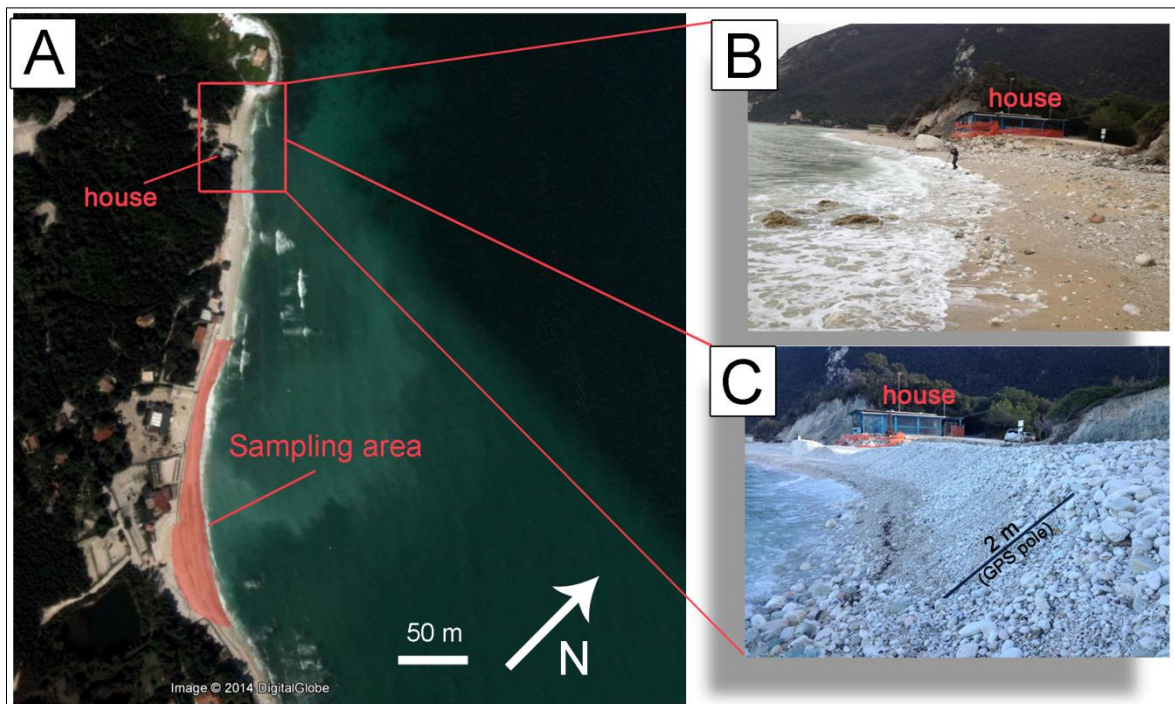 A
house
Sampling area
50 m
N
Image © 2014 DigitalGlobe
B
house
C
house
2 m
(GPS pole)